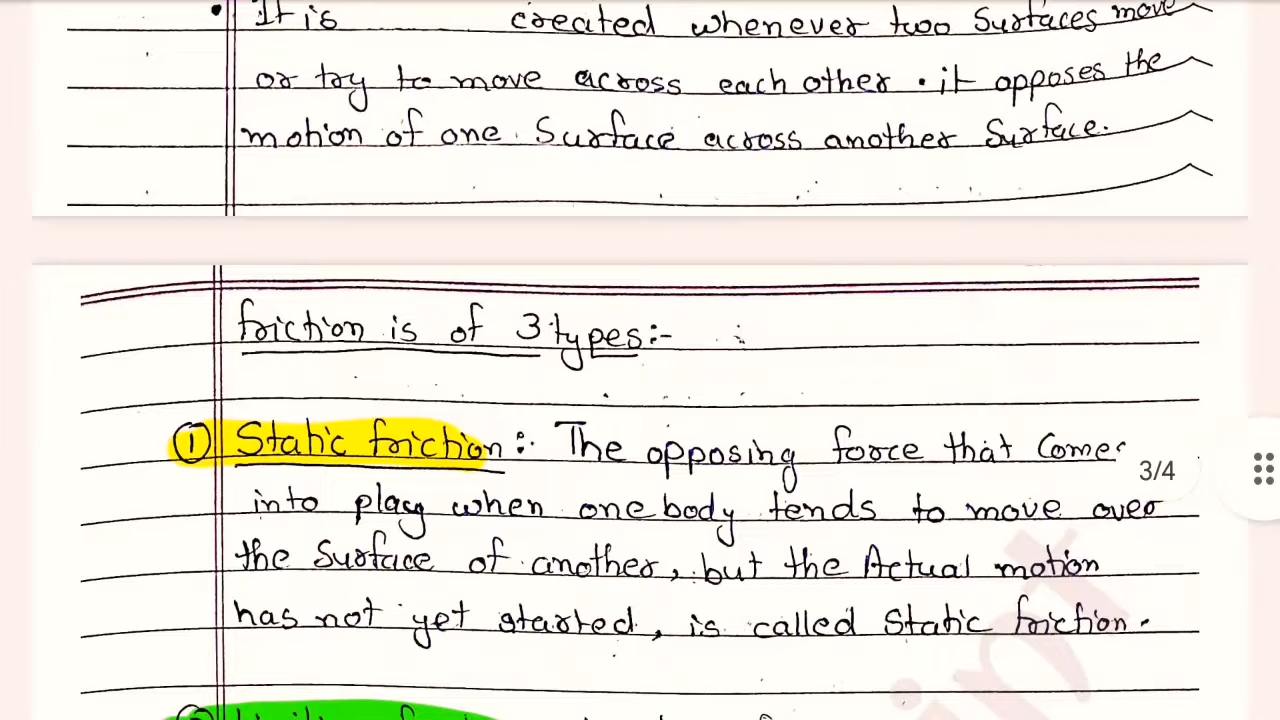 • It is created whenever two surfaces move
or try to move across each other. it opposes the
motion of one surface across another surface.
friction is of 3 types:-
① Static friction: The opposing force that comes
into play when one body tends to move over
the surface of another, but the Actual motion
has not yet started, is called static friction.
3/4